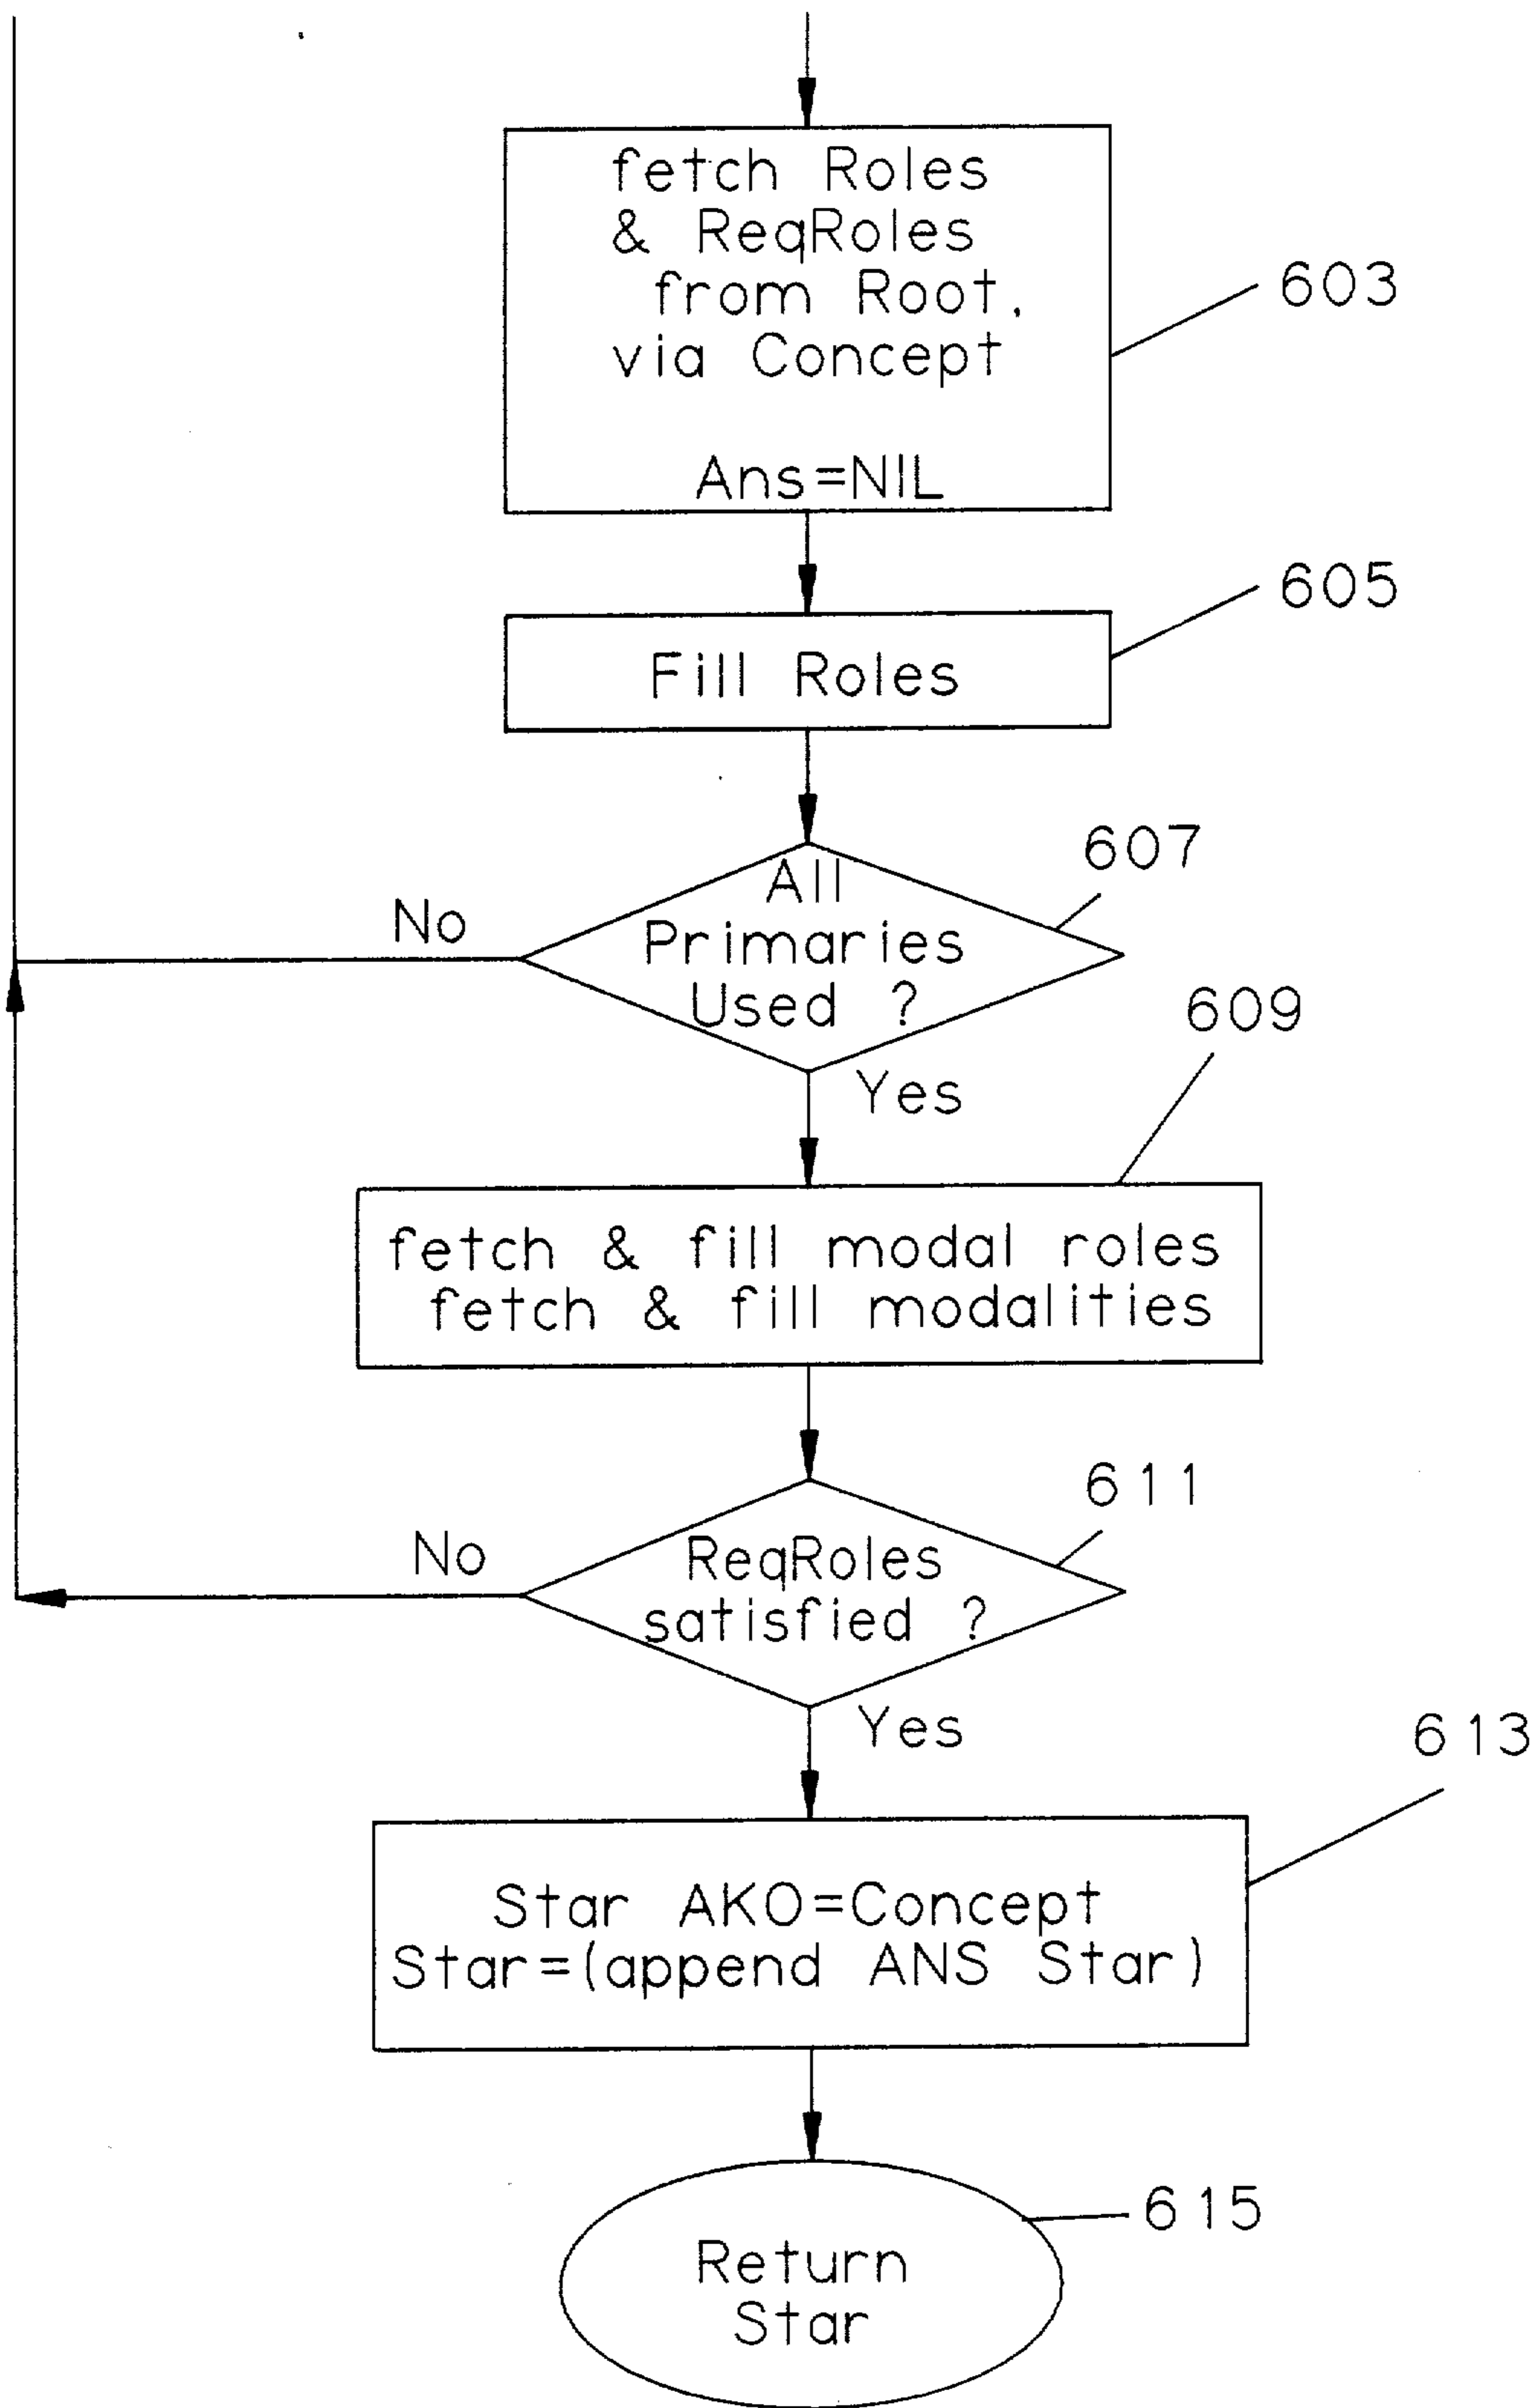 fetch Roles
& ReqRoles
from Root,
via Concept
Ans=NIL
603
605
Fill Roles
607
All
Primaries
Used ?
No
Yes
609
fetch & fill modal roles
fetch & fill modalities
611
ReqRoles
satisfied ?
No
Yes
613
Star AKO=Concept
Star=(append ANS Star)
615
Return
Star